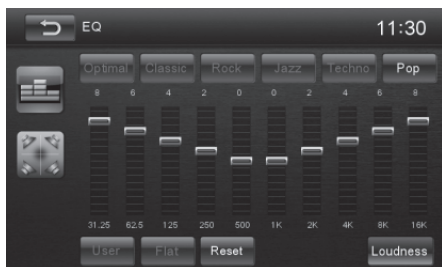 EQ 11:30
Optimal Classic Rock Jazz Techno Pop
8 6 4 2 0 0 2 4 6 8
31.25 62.5 125 250 500 1K 2K 4K 8K 16K
User Flat Reset Loudness